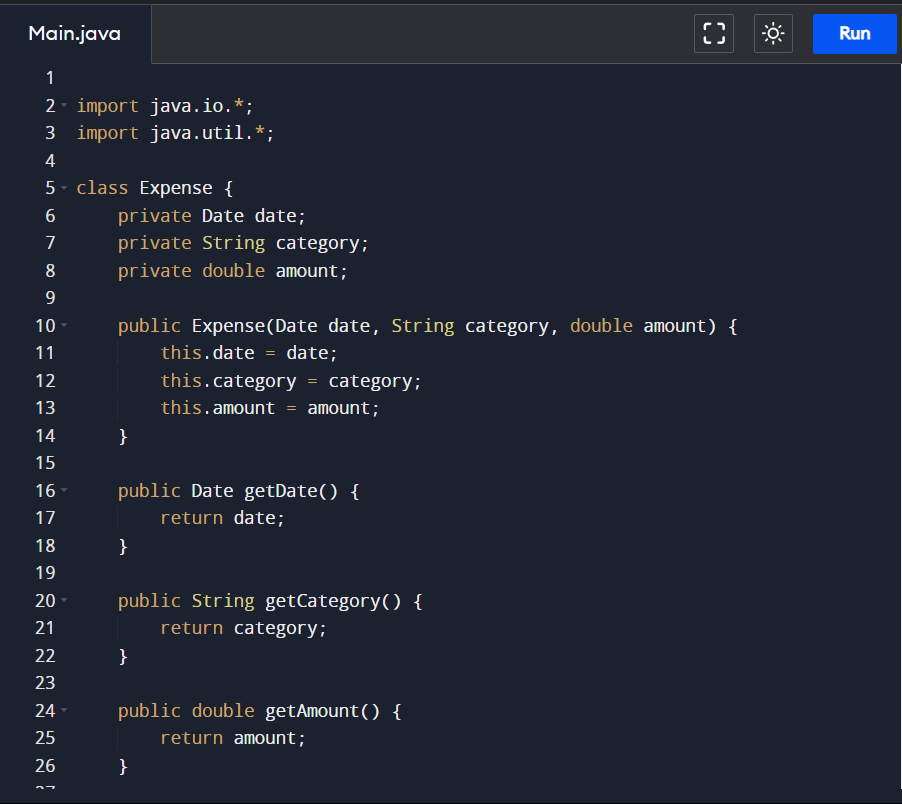 Main.java
Run
1
2 import java.io.*;
3 import java.util.*;
4
5 class Expense {
6     private Date date;
7     private String category;
8     private double amount;
9
10     public Expense(Date date, String category, double amount) {
11         this.date = date;
12         this.category = category;
13         this.amount = amount;
14     }
15
16     public Date getDate() {
17         return date;
18     }
19
20     public String getCategory() {
21         return category;
22     }
23
24     public double getAmount() {
25         return amount;
26     }